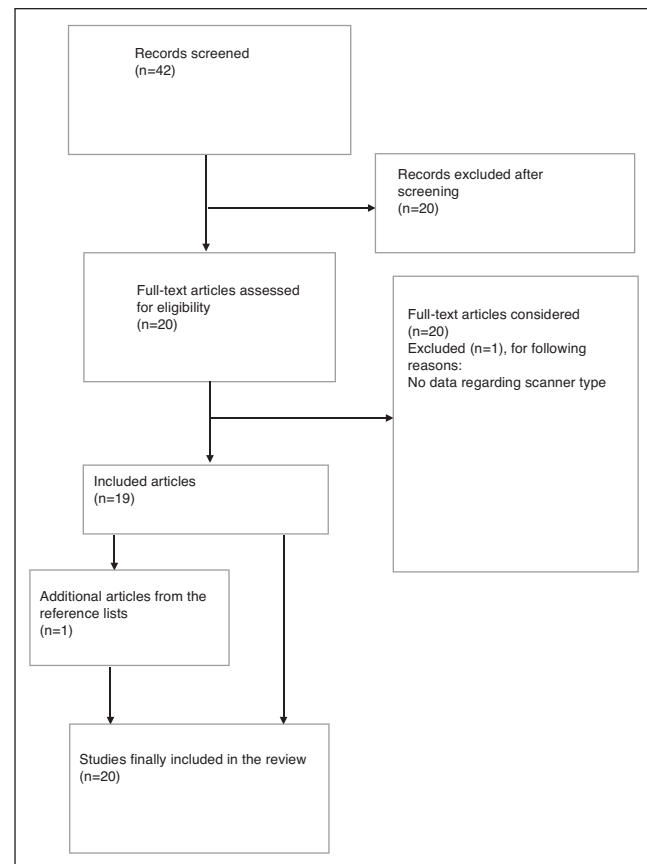 Records screened
(n=42)
Records excluded after
screening
(n=20)
Full-text articles assessed
for eligibility
(n=20)
Full-text articles considered
(n=20)
Excluded (n=1), for following
reasons:
No data regarding scanner type
Included articles
(n=19)
Additional articles from the
reference lists
(n=1)
Studies finally included in the review
(n=20)